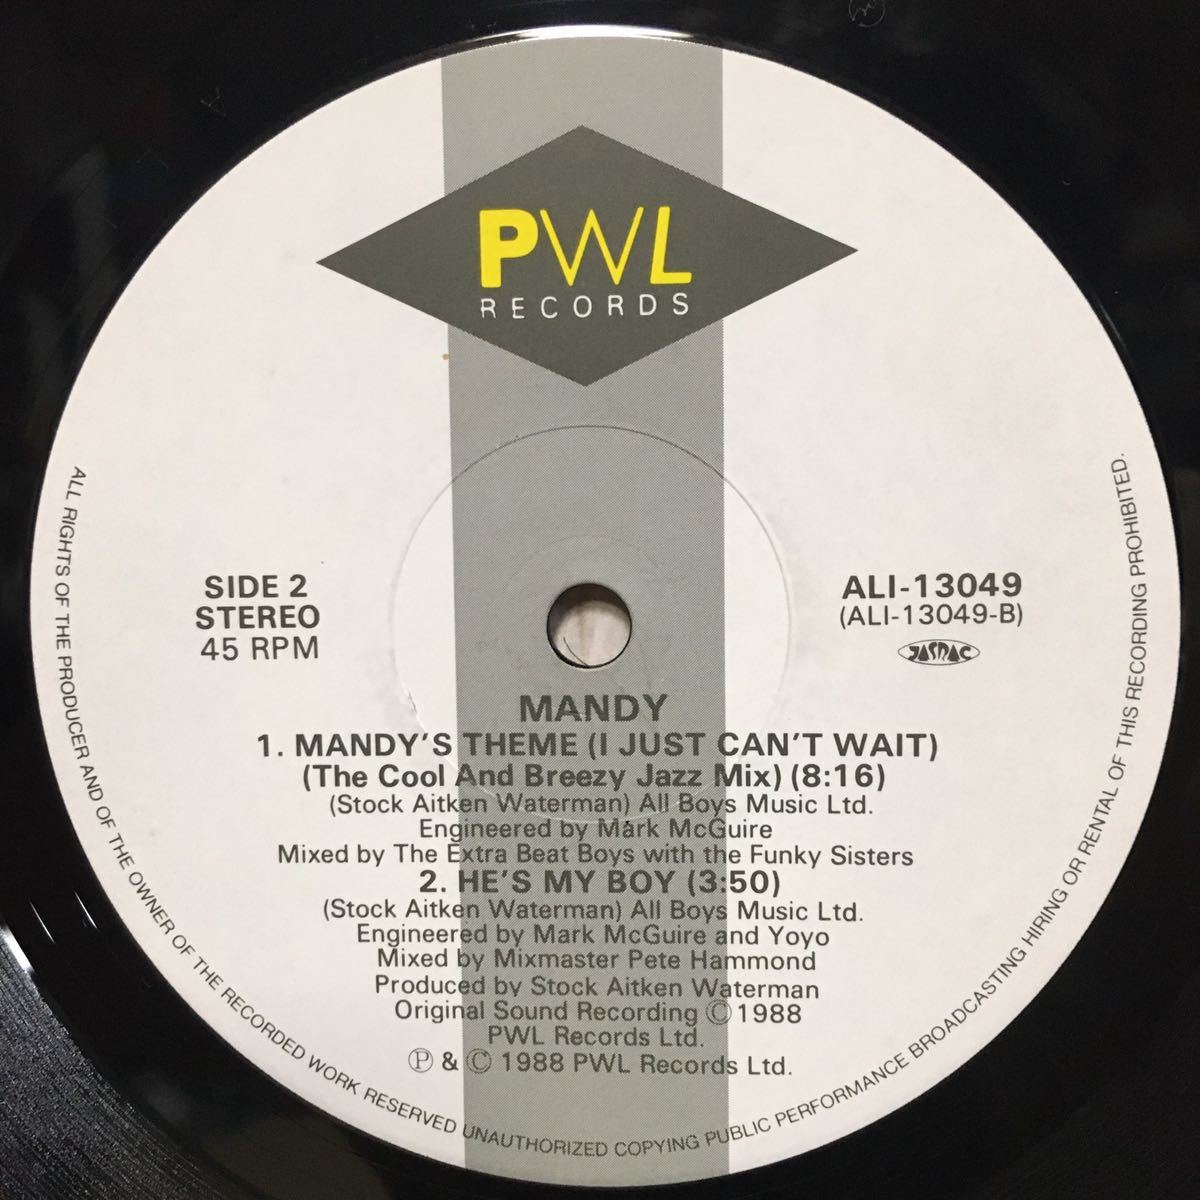 PWL
RECORDS
SIDE 2
STEREO
45 RPM
ALI-13049
(ALI-13049-B)
JASRAC
MANDY
1. MANDY'S THEME (I JUST CAN'T WAIT)
(The Cool And Breezy Jazz Mix) (8:16)
(Stock Aitken Waterman) All Boys Music Ltd.
Engineered by Mark McGuire
Mixed by The Extra Beat Boys with the Funky Sisters
2. HE'S MY BOY (3:50)
(Stock Aitken Waterman) All Boys Music Ltd.
Engineered by Mark McGuire and Yoyo
Mixed by Mixmaster Pete Hammond
Produced by Stock Aitken Waterman
Original Sound Recording Ⓒ 1988
PWL Records Ltd.
Ⓟ & Ⓒ 1988 PWL Records Ltd.
ALL RIGHTS OF THE PRODUCER AND OF THE OWNER OF THE RECORDED WORK RESERVED UNAUTHORIZED COPYING PUBLIC PERFORMANCE BROADCASTING HIRING OR RENTAL OF THIS RECORDING PROHIBITED.